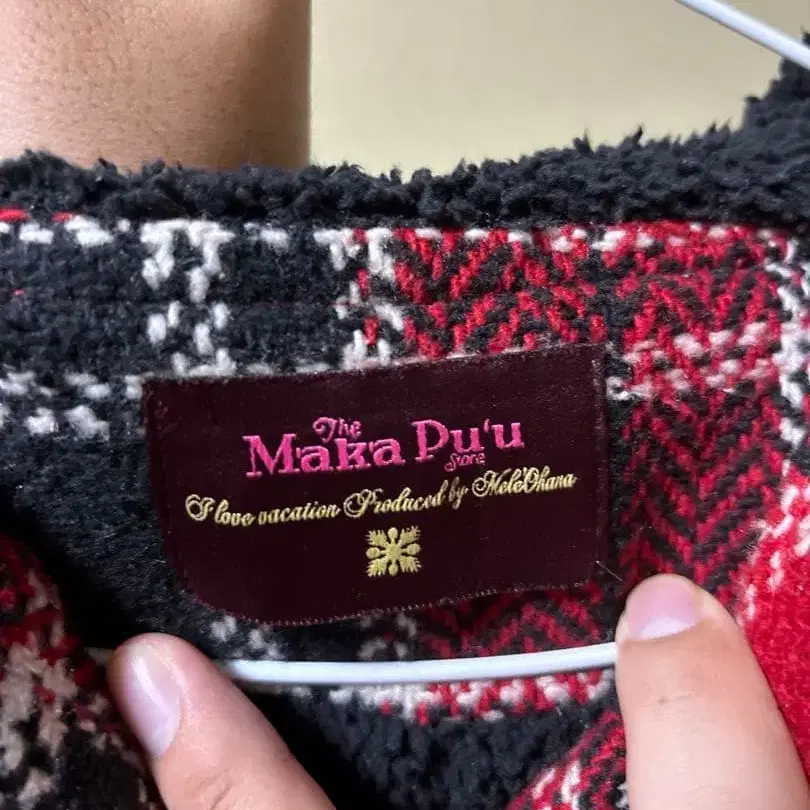 The
Maka Pu'u
Store
I love vacation Produced by MeleOhana